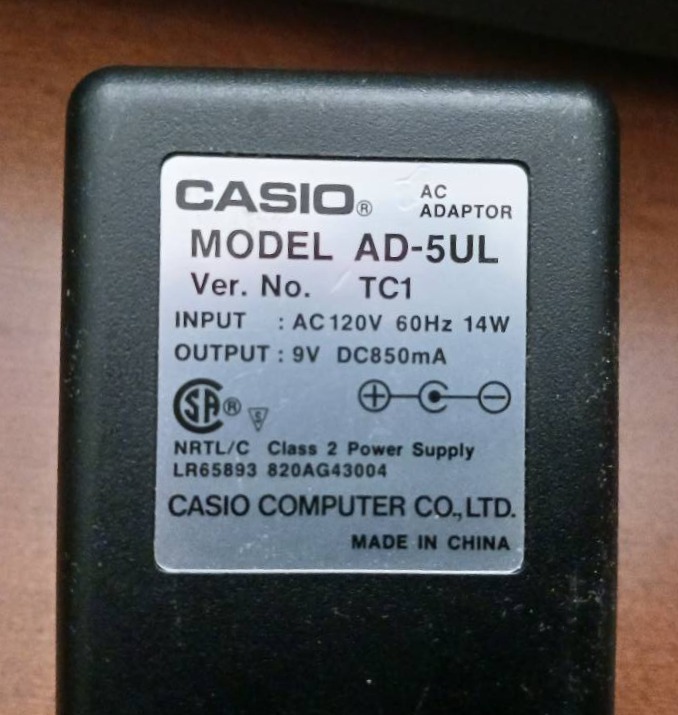 CASIO® AC
ADAPTOR
MODEL AD-5UL
Ver. No. TC1
INPUT : AC120V 60Hz 14W
OUTPUT : 9V DC850mA
SA®
NRTL/C Class 2 Power Supply
LR65893 820AG43004
CASIO COMPUTER CO.,LTD.
MADE IN CHINA